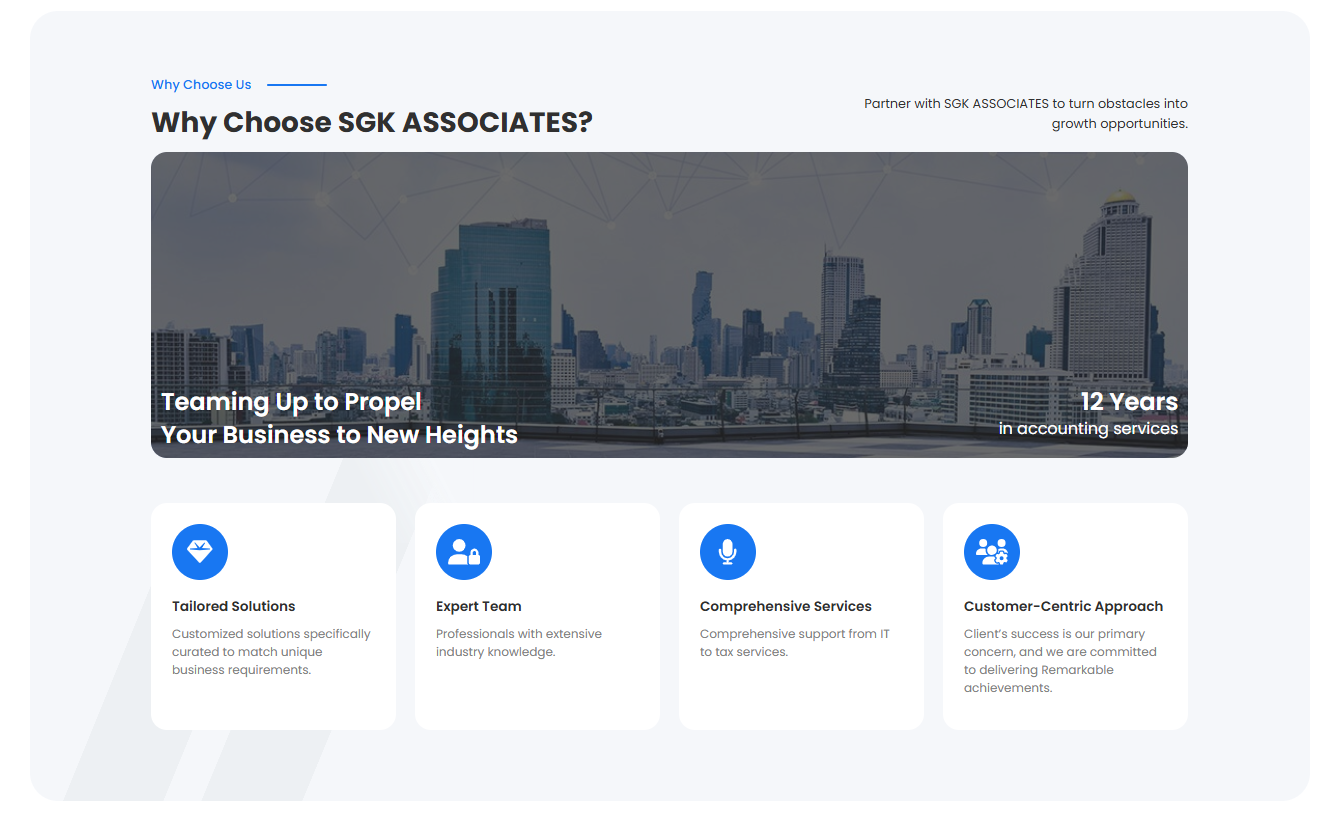 Why Choose Us
Why Choose SGK ASSOCIATES?
Partner with SGK ASSOCIATES to turn obstacles into
growth opportunities.
Teaming Up to Propel
Your Business to New Heights
12 Years
in accounting services
Tailored Solutions
Customized solutions specifically
curated to match unique
business requirements.
Expert Team
Professionals with extensive
industry knowledge.
Comprehensive Services
Comprehensive support from IT
to tax services.
Customer-Centric Approach
Client's success is our primary
concern, and we are committed
to delivering Remarkable
achievements.